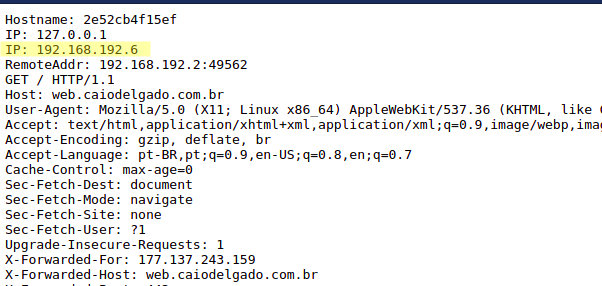 Hostname: 2e52cb4f15ef
IP: 127.0.0.1
IP: 192.168.192.6
RemoteAddr: 192.168.192.2:49562
GET / HTTP/1.1
Host: web.caiodelgado.com.br
User-Agent: Mozilla/5.0 (X11; Linux x86_64) AppleWebKit/537.36 (KHTML, like
Accept: text/html,application/xhtml+xml,application/xml;q=0.9,image/webp,imag
Accept-Encoding: gzip, deflate, br
Accept-Language: pt-BR,pt;q=0.9,en-US;q=0.8,en;q=0.7
Cache-Control: max-age=0
Sec-Fetch-Dest: document
Sec-Fetch-Mode: navigate
Sec-Fetch-Site: none
Sec-Fetch-User: ?1
Upgrade-Insecure-Requests: 1
X-Forwarded-For: 177.137.243.159
X-Forwarded-Host: web.caiodelgado.com.br